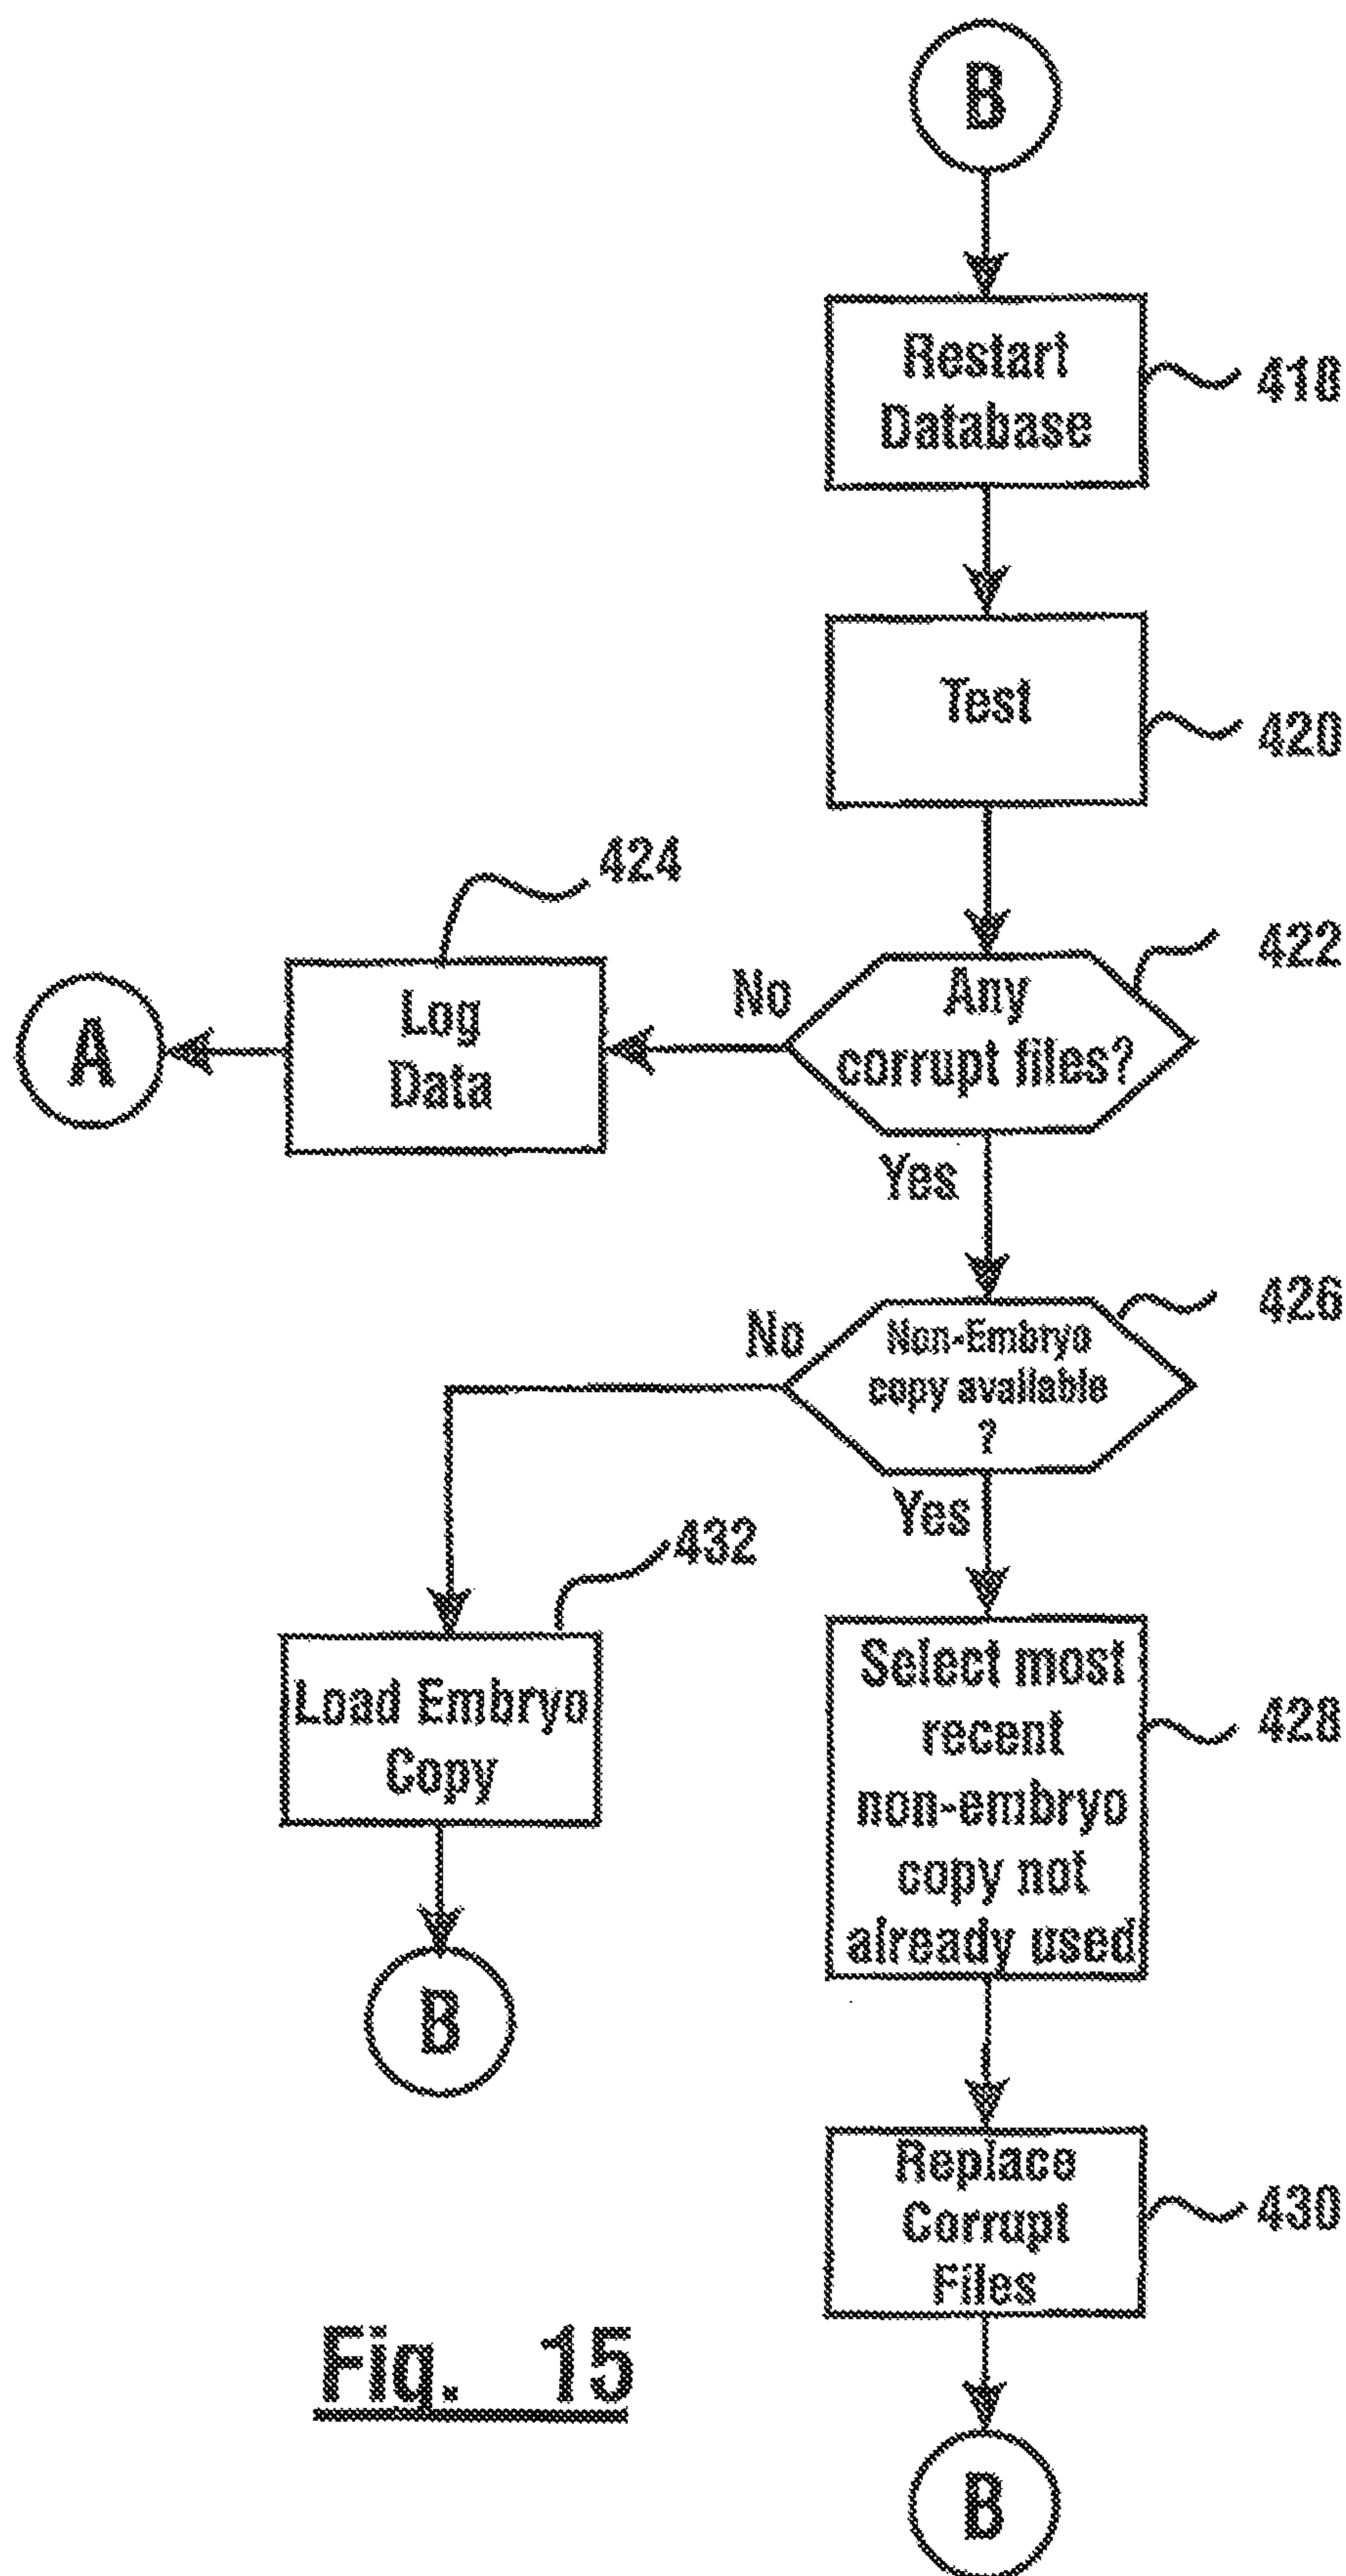 B
Restart
Database
418
Test
420
424
422
Any
corrupt files?
No
Log
Data
A
Yes
426
Non-Embryo
copy available
?
No
Yes
432
Load Embryo
Copy
B
Select most
recent
non-embryo
copy not
already used
428
Replace
Corrupt
Files
430
B
Fig. 15